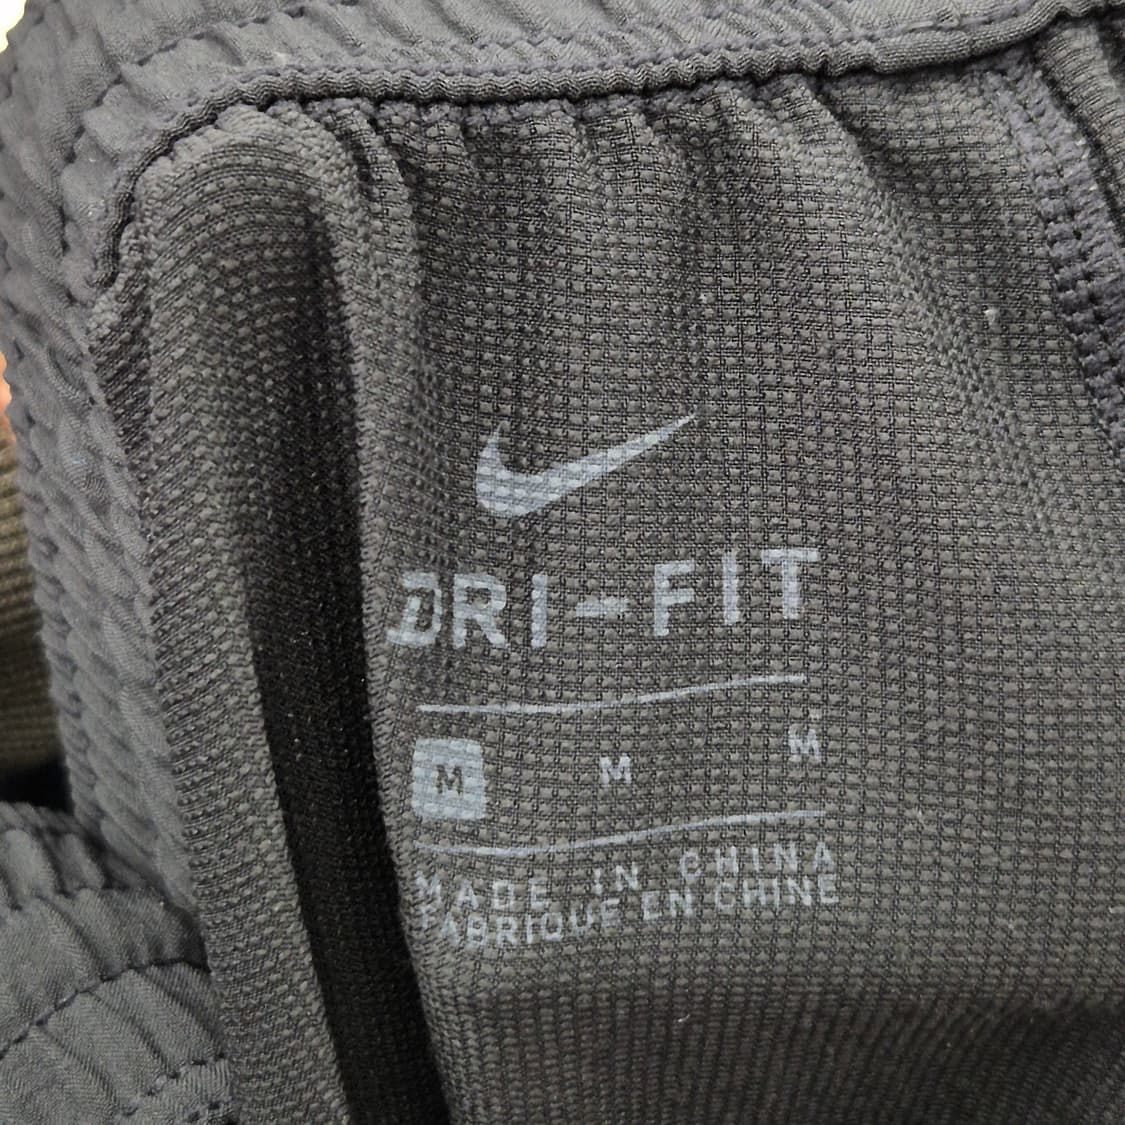 DRI-FIT
M M M
MADE IN CHINA
FABRIQUE EN CHINE